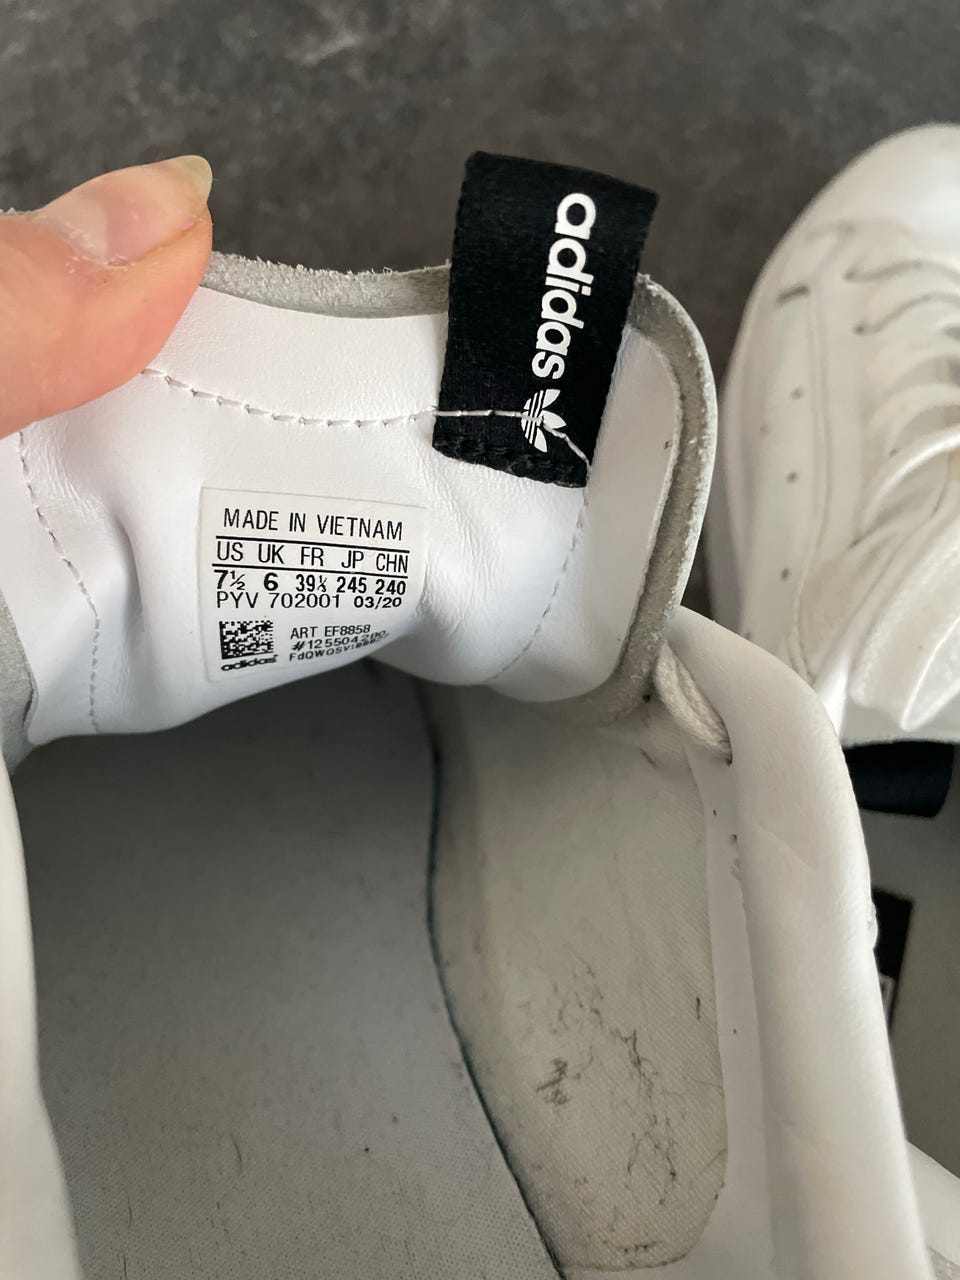 adidas
MADE IN VIETNAM
US UK FR JP CHN
7½ 6 39⅓ 245 240
PYV 702001 03/20
ART EF8858
adidas